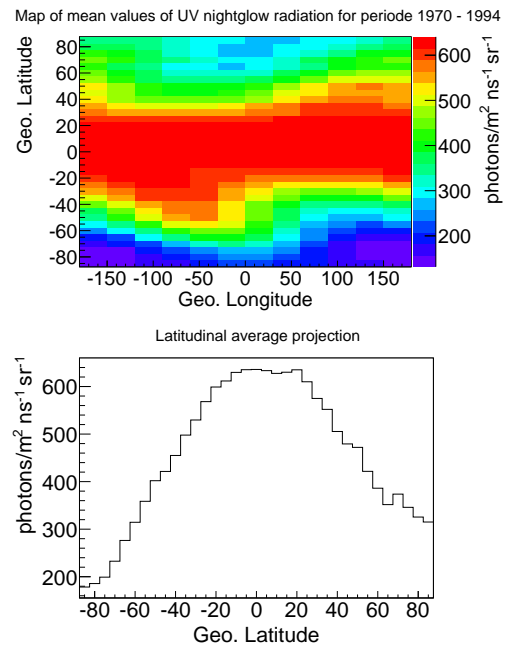 Map of mean values of UV nightglow radiation for periode 1970 - 1994
Geo. Latitude
80
60
40
20
0
-20
-40
-60
-80
-150 -100 -50 0 50 100 150
Geo. Longitude
600
500
400
300
200
photons/m² ns⁻¹ sr⁻¹
Latitudinal average projection
photons/m² ns⁻¹ sr⁻¹
600
500
400
300
200
-80 -60 -40 -20 0 20 40 60 80
Geo. Latitude